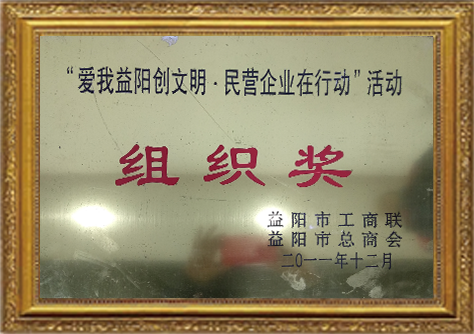 “爱我益阳创文明·民营企业在行动”活动
组织奖
益阳市工商联
益阳市总商会
二〇一一年十二月